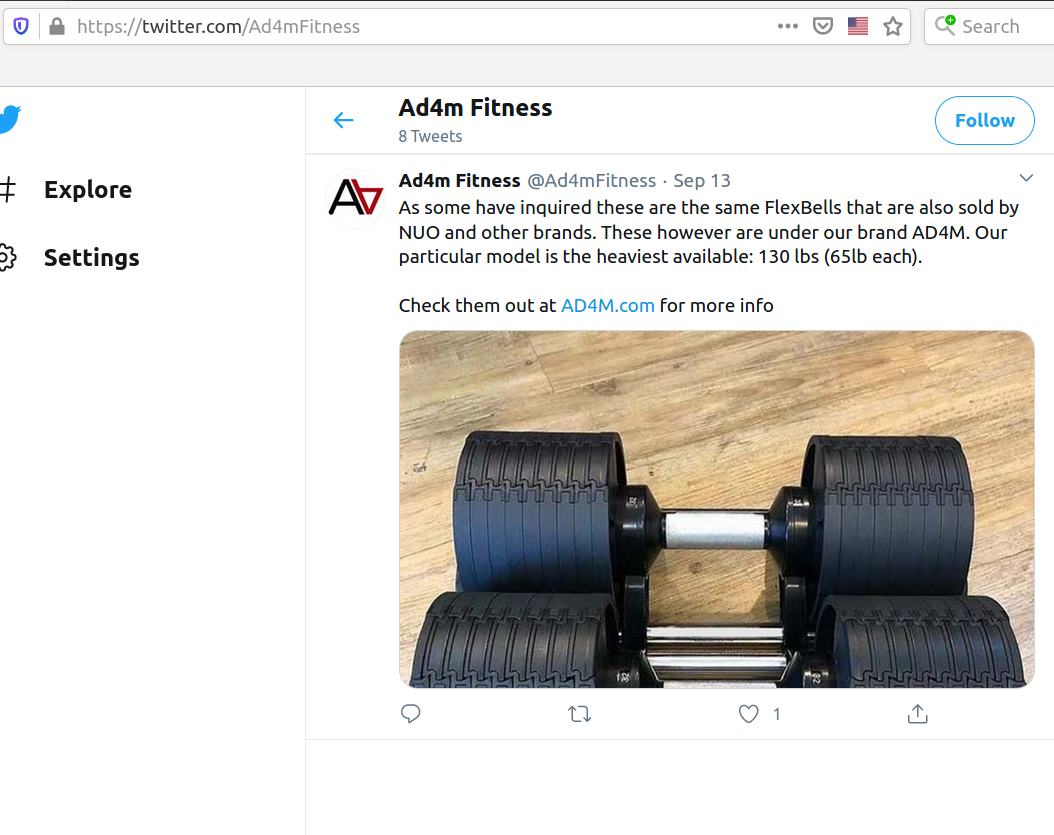 https://twitter.com/Ad4mFitness
Search
Ad4m Fitness
8 Tweets
Follow
Explore
Settings
Ad4m Fitness @Ad4mFitness · Sep 13
As some have inquired these are the same FlexBells that are also sold by
NUO and other brands. These however are under our brand AD4M. Our
particular model is the heaviest available: 130 lbs (65lb each).
Check them out at AD4M.com for more info
32
32
1